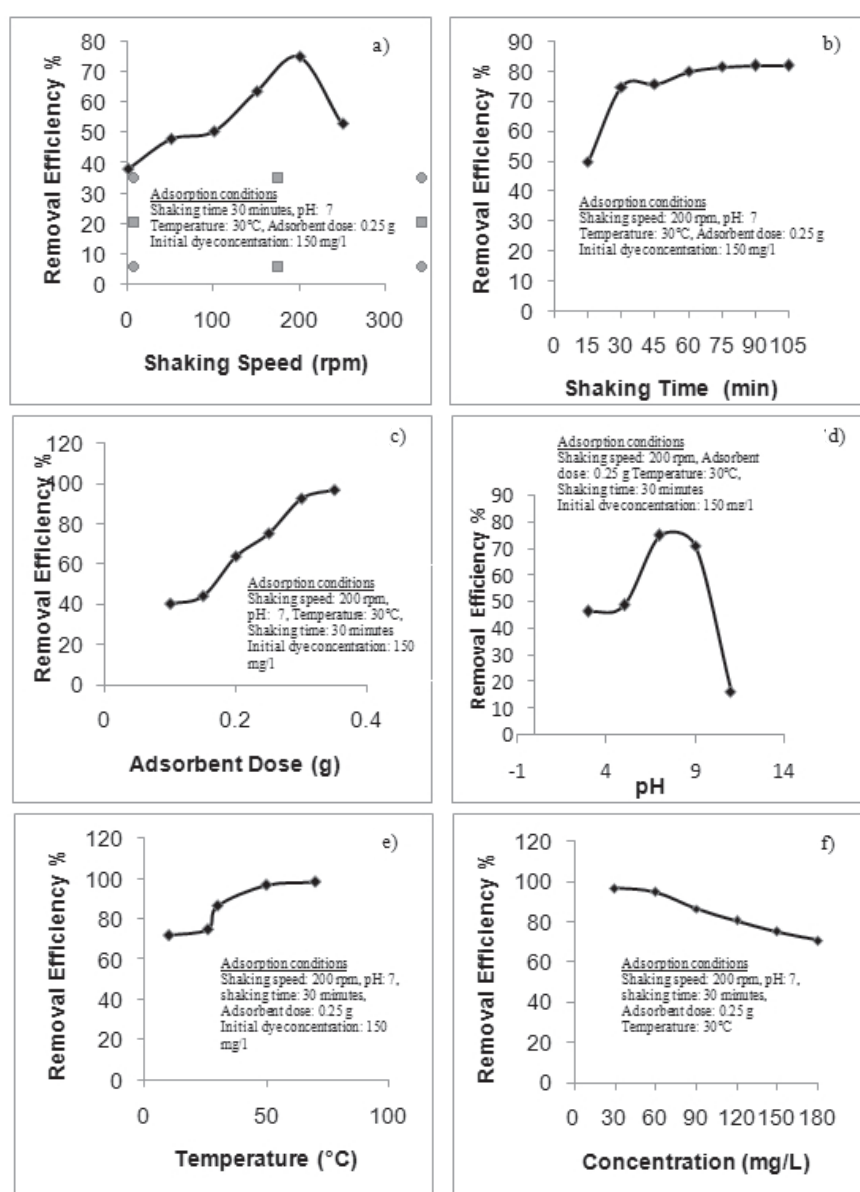 a)
Removal Efficiency %
80
70
60
50
40
30
20
10
0
Adsorption conditions
Shaking time 30 minutes, pH: 7
Temperature: 30°C, Adsorbent dose: 0.25 g
Initial dye concentration: 150 mg/l
0 100 200 300
Shaking Speed (rpm)
b)
Removal Efficiency %
90
80
70
60
50
40
30
20
10
0
Adsorption conditions
Shaking speed: 200 rpm, pH: 7
Temperature: 30°C, Adsorbent dose: 0.25 g
Initial dye concentration: 150 mg/l
0 15 30 45 60 75 90 105
Shaking Time (min)
c)
Removal Efficiency %
120
100
80
60
40
20
0
Adsorption conditions
Shaking speed: 200 rpm,
pH: 7, Temperature: 30°C,
Shaking time: 30 minutes
Initial dye concentration: 150
mg/l
0 0.2 0.4
Adsorbent Dose (g)
d)
Adsorption conditions
Shaking speed: 200 rpm, Adsorbent
dose: 0.25 g Temperature: 30°C,
Shaking time: 30 minutes
Initial dye concentration: 150 mg/l
Removal Efficiency %
90
80
70
60
50
40
30
20
10
0
-1 4 9 14
pH
e)
Removal Efficiency %
120
100
80
60
40
20
0
Adsorption conditions
Shaking speed: 200 rpm, pH: 7,
shaking time: 30 minutes,
Adsorbent dose: 0.25 g
Initial dye concentration: 150
mg/l
0 50 100
Temperature (°C)
f)
Removal Efficiency %
120
100
80
60
40
20
0
Adsorption conditions
Shaking speed: 200 rpm, pH: 7,
shaking time: 30 minutes,
Adsorbent dose: 0.25 g
Temperature: 30°C
0 30 60 90 120 150 180
Concentration (mg/L)